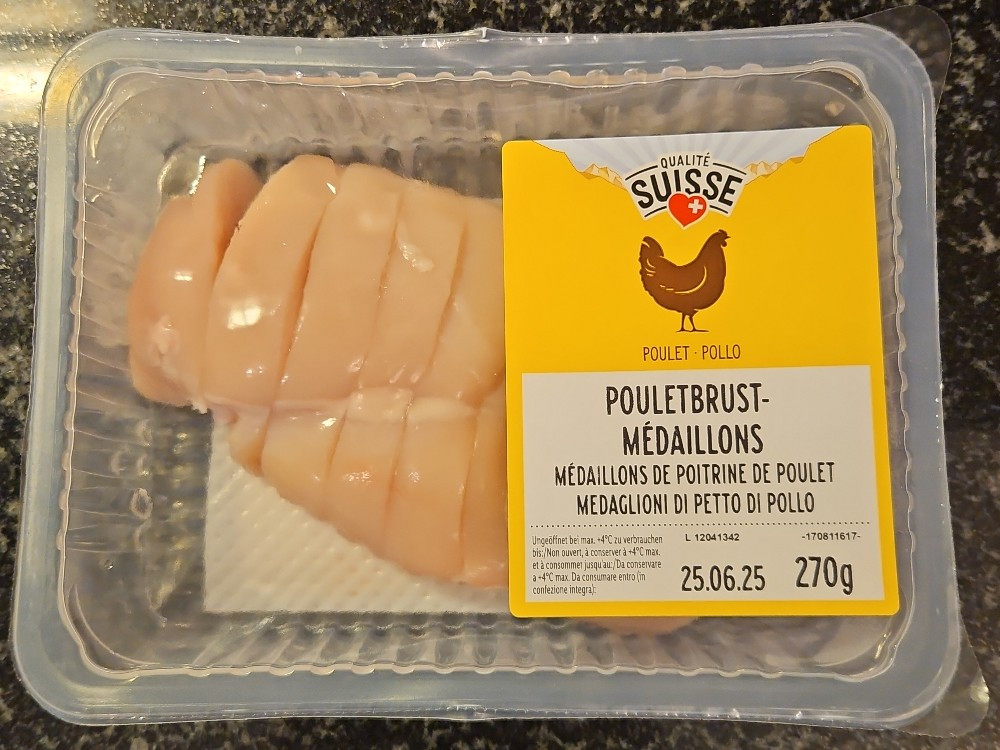 QUALITÉ
SUISSE
POULET · POLLO
POULETBRUST-
MÉDAILLONS
MÉDAILLONS DE POITRINE DE POULET
MEDAGLIONI DI PETTO DI POLLO
Ungeöffnet bei max. +4°C zu verbrauchen
bis:/Non ouvert, à conserver à +4°C max.
et à consommer jusqu'au:/Da conservare
a +4°C max. Da consumare entro (in
confezione integra):
L 12041342
-170811617-
25.06.25
270g